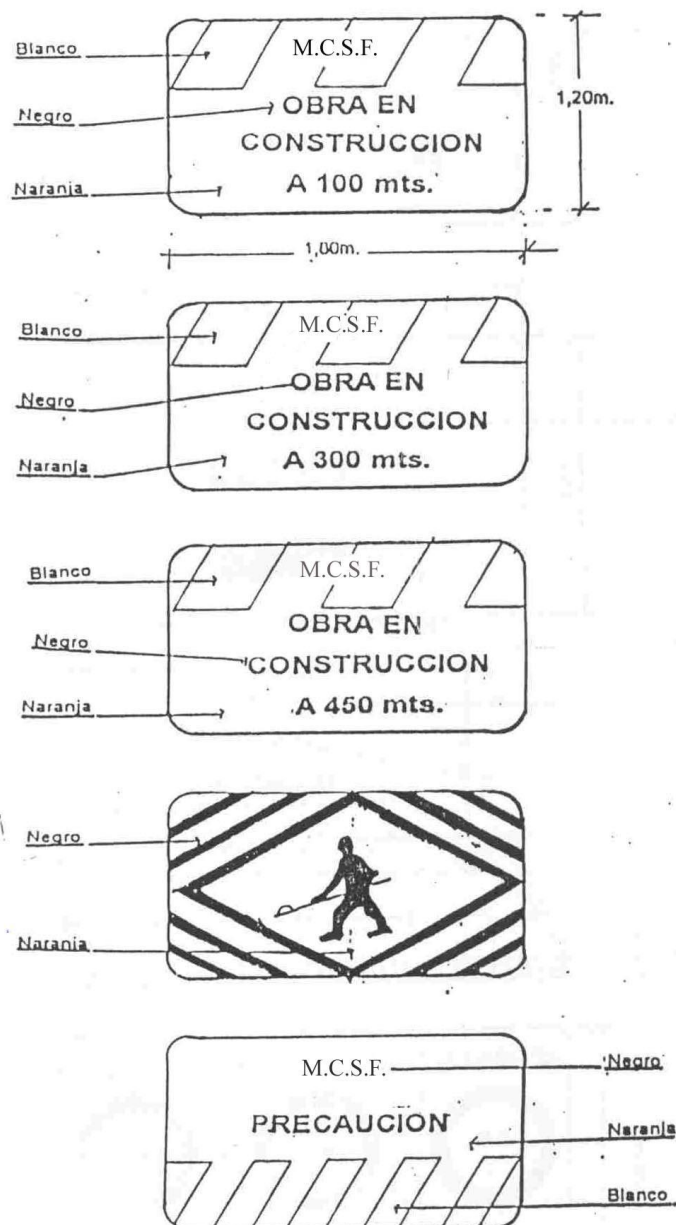 M.C.S.F.
Blanco
Negro
OBRA EN
CONSTRUCCION
Naranja
A 100 mts.
1,20m.
1,00m.
M.C.S.F.
Blanco
Negro
OBRA EN
CONSTRUCCION
Naranja
A 300 mts.
M.C.S.F.
Blanco
OBRA EN
Negro
CONSTRUCCION
Naranja
A 450 mts.
Negro
Naranja
M.C.S.F.
Negro
PRECAUCION
Naranja
Blanco